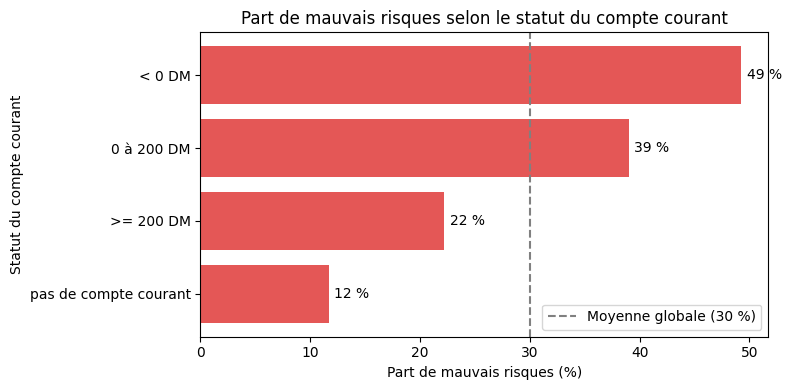 Part de mauvais risques selon le statut du compte courant
Statut du compte courant
< 0 DM
49 %
0 à 200 DM
39 %
>= 200 DM
22 %
pas de compte courant
12 %
Moyenne globale (30 %)
0 10 20 30 40 50
Part de mauvais risques (%)